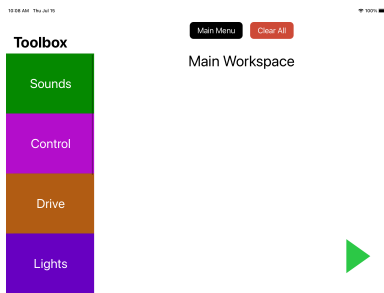 10:08 AM Thu Jul 15
100%
Main Menu
Clear All
Toolbox
Main Workspace
Sounds
Control
Drive
Lights